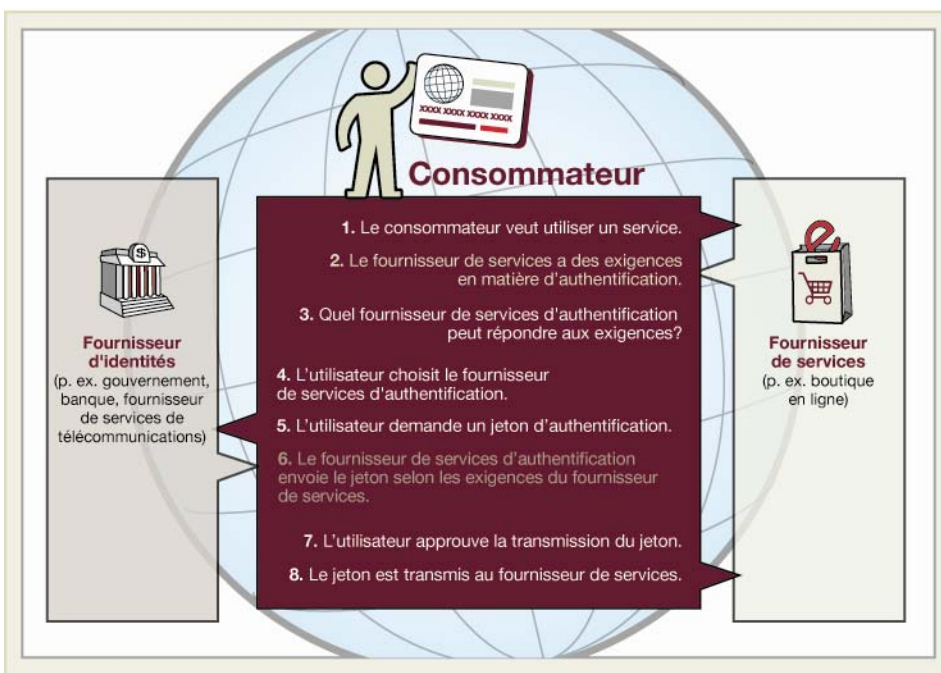 XXXX XXXX XXXX XXXX
Consommateur
$
Fournisseur
d'identités
(p. ex. gouvernement,
banque, fournisseur
de services de
télécommunications)
1. Le consommateur veut utiliser un service.
2. Le fournisseur de services a des exigences
en matière d'authentification.
3. Quel fournisseur de services d'authentification
peut répondre aux exigences?
4. L'utilisateur choisit le fournisseur
de services d'authentification.
5. L'utilisateur demande un jeton d'authentification.
6. Le fournisseur de services d'authentification
envoie le jeton selon les exigences du fournisseur
de services.
7. L'utilisateur approuve la transmission du jeton.
8. Le jeton est transmis au fournisseur de services.
e
Fournisseur
de services
(p. ex. boutique
en ligne)